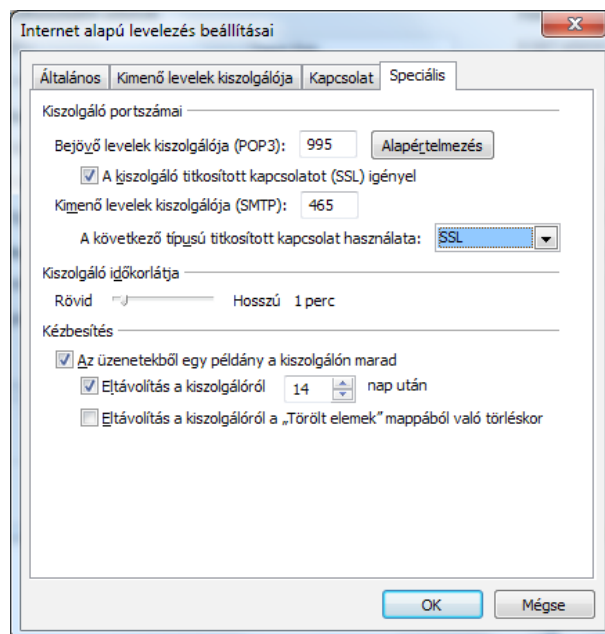 Internet alapú levelezés beállításai
Általános Kimenő levelek kiszolgálója Kapcsolat Speciális
Kiszolgáló portszámai
Bejövő levelek kiszolgálója (POP3): 995 Alapértelmezés
A kiszolgáló titkosított kapcsolatot (SSL) igényel
Kimenő levelek kiszolgálója (SMTP): 465
A következő típusú titkosított kapcsolat használata: SSL
Kiszolgáló időkorlátja
Rövid Hosszú 1 perc
Kézbesítés
Az üzenetekből egy példány a kiszolgálón marad
Eltávolítás a kiszolgálóról 14 nap után
Eltávolítás a kiszolgálóról a „Törölt elemek” mappából való törléskor
OK Mégse